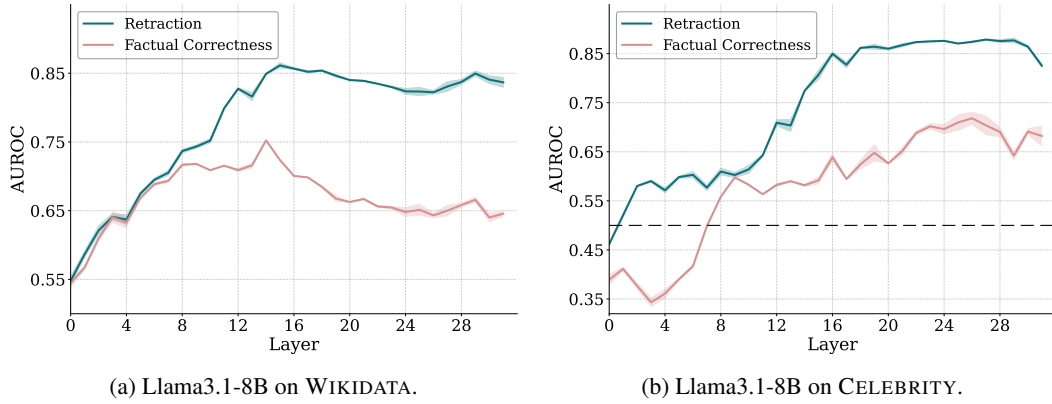 Retraction
Factual Correctness
AUROC
0.85
0.75
0.65
0.55
0 4 8 12 16 20 24 28
Layer
(a) Llama3.1-8B on WIKIDATA.
Retraction
Factual Correctness
AUROC
0.85
0.75
0.65
0.55
0.45
0.35
0 4 8 12 16 20 24 28
Layer
(b) Llama3.1-8B on CELEBRITY.